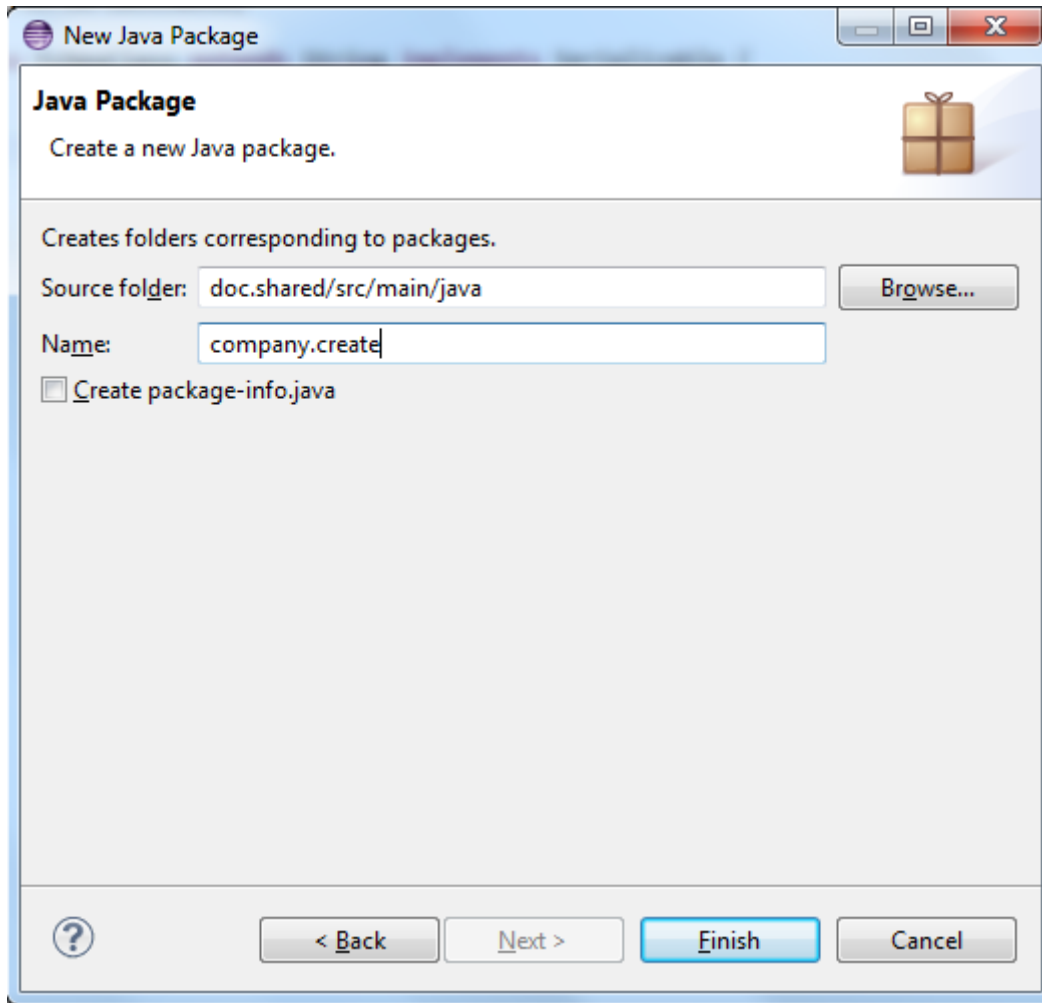 New Java Package
Java Package
Create a new Java package.
Creates folders corresponding to packages.
Source folder: doc.shared/src/main/java Browse...
Name: company.create
Create package-info.java
< Back Next > Finish Cancel